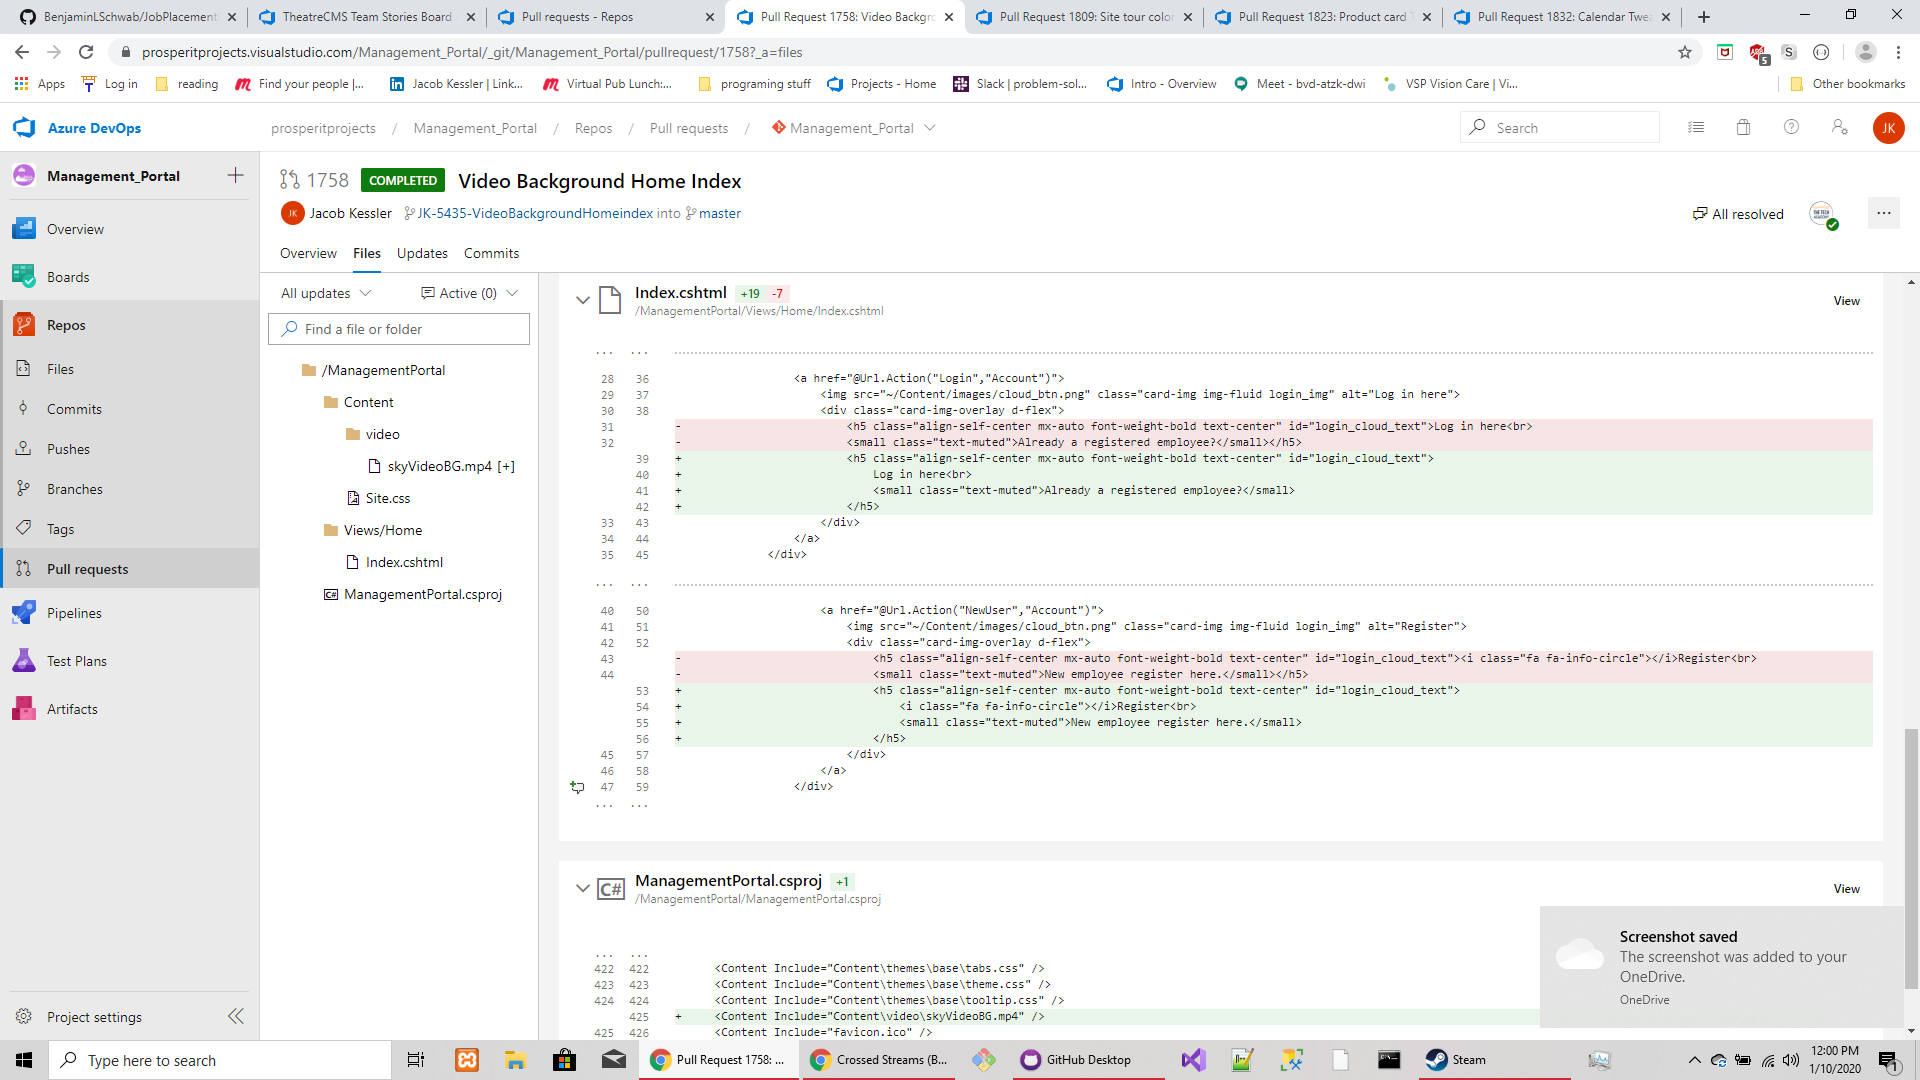 BenjaminLSchwab/JobPlacement
TheatreCMS Team Stories Board
Pull requests - Repos
Pull Request 1758: Video Backgro
Pull Request 1809: Site tour color
Pull Request 1823: Product card T
Pull Request 1832: Calendar Twea
prosperitprojects.visualstudio.com/Management_Portal/_git/Management_Portal/pullrequest/1758?_a=files
5
Apps
Log in
reading
Find your people |...
Jacob Kessler | Link...
Virtual Pub Lunch:...
programing stuff
Projects - Home
Slack | problem-sol...
Intro - Overview
Meet - bvd-atzk-dwi
VSP Vision Care | Vi...
Other bookmarks
Azure DevOps
prosperitprojects / Management_Portal / Repos / Pull requests / Management_Portal
Search
JK
Management_Portal
Overview
Boards
Repos
Files
Commits
Pushes
Branches
Tags
Pull requests
Pipelines
Test Plans
Artifacts
Project settings
1758 COMPLETED Video Background Home Index
JK Jacob Kessler JK-5435-VideoBackgroundHomeindex into master
All resolved
Overview Files Updates Commits
All updates
Active (0)
Find a file or folder
/ManagementPortal
Content
video
skyVideoBG.mp4 [+]
Site.css
Views/Home
Index.cshtml
C# ManagementPortal.csproj
Index.cshtml +19 -7
/ManagementPortal/Views/Home/Index.cshtml
View
... ...
28 36 <a href="@Url.Action("Login","Account")">
29 37 <img src="~/Content/images/cloud_btn.png" class="card-img img-fluid login_img" alt="Log in here">
30 38 <div class="card-img-overlay d-flex">
31 - <h5 class="align-self-center mx-auto font-weight-bold text-center" id="login_cloud_text">Log in here<br>
32 - <small class="text-muted">Already a registered employee?</small></h5>
39 + <h5 class="align-self-center mx-auto font-weight-bold text-center" id="login_cloud_text">
40 + Log in here<br>
41 + <small class="text-muted">Already a registered employee?</small>
42 + </h5>
33 43 </div>
34 44 </a>
35 45 </div>
... ...
40 50 <a href="@Url.Action("NewUser","Account")">
41 51 <img src="~/Content/images/cloud_btn.png" class="card-img img-fluid login_img" alt="Register">
42 52 <div class="card-img-overlay d-flex">
43 - <h5 class="align-self-center mx-auto font-weight-bold text-center" id="login_cloud_text"><i class="fa fa-info-circle"></i>Register<br>
44 - <small class="text-muted">New employee register here.</small></h5>
53 + <h5 class="align-self-center mx-auto font-weight-bold text-center" id="login_cloud_text">
54 + <i class="fa fa-info-circle"></i>Register<br>
55 + <small class="text-muted">New employee register here.</small>
56 + </h5>
45 57 </div>
46 58 </a>
47 59 </div>
... ...
C# ManagementPortal.csproj +1
/ManagementPortal/ManagementPortal.csproj
View
... ...
422 422 <Content Include="Content\themes\base\tabs.css" />
423 423 <Content Include="Content\themes\base\theme.css" />
424 424 <Content Include="Content\themes\base\tooltip.css" />
425 + <Content Include="Content\video\skyVideoBG.mp4" />
425 426 <Content Include="favicon.ico" />
Screenshot saved
The screenshot was added to your
OneDrive.
OneDrive
Type here to search
Pull Request 1758: ...
Crossed Streams (B...
GitHub Desktop
Steam
12:00 PM
1/10/2020
1